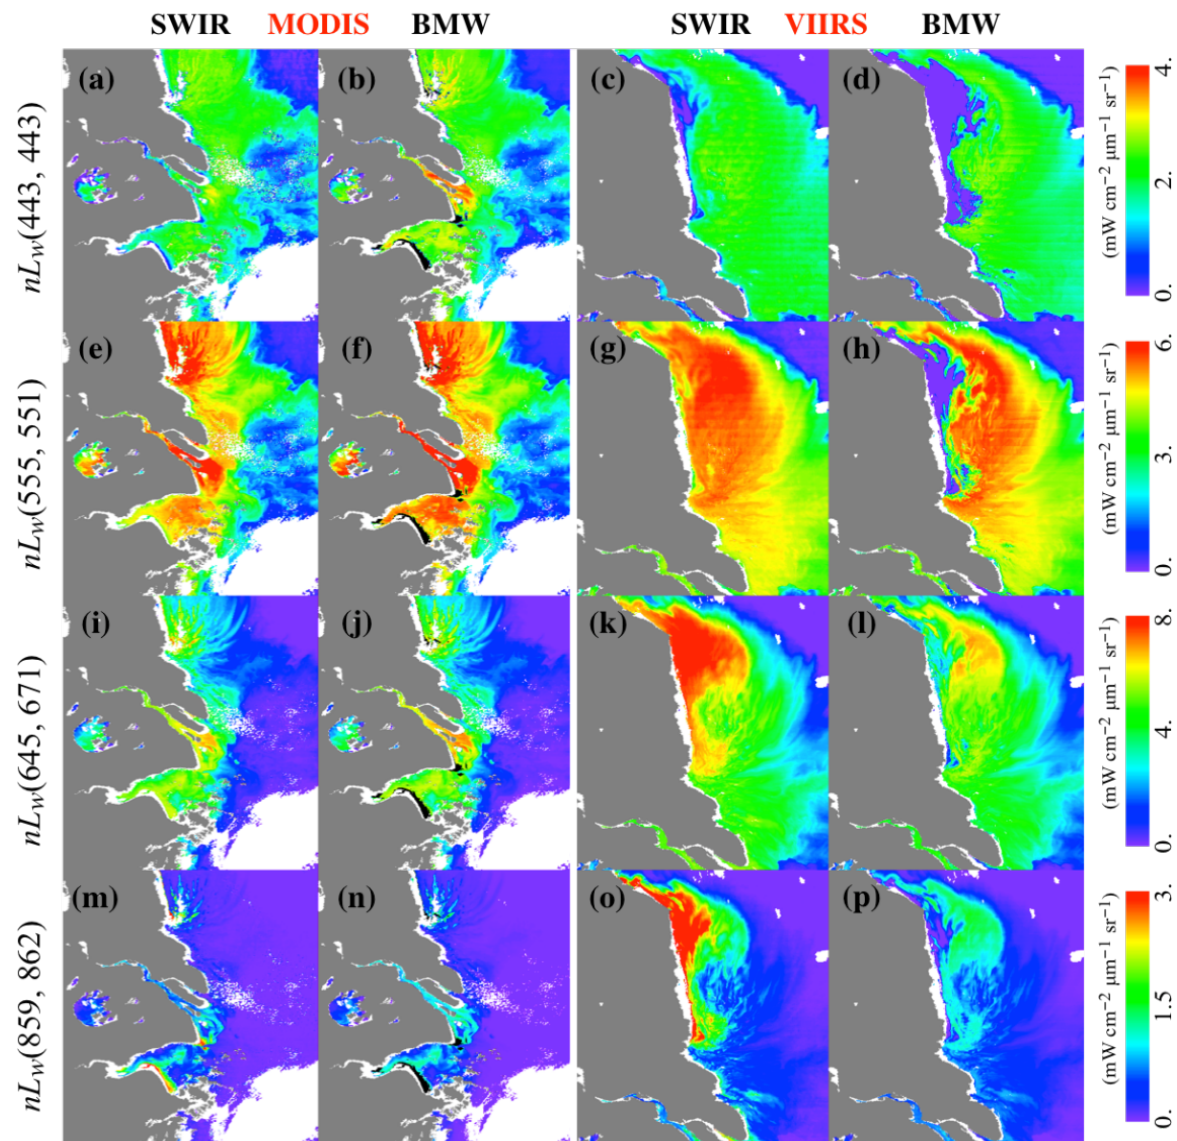 SWIR MODIS BMW SWIR VIIRS BMW
nLw(443, 443)
(a) (b) (c) (d)
4.
2.
0.
(mW cm−2 μm−1 sr−1)
nLw(555, 551)
(e) (f) (g) (h)
6.
3.
0.
(mW cm−2 μm−1 sr−1)
nLw(645, 671)
(i) (j) (k) (l)
8.
4.
0.
(mW cm−2 μm−1 sr−1)
nLw(859, 862)
(m) (n) (o) (p)
3.
1.5
0.
(mW cm−2 μm−1 sr−1)